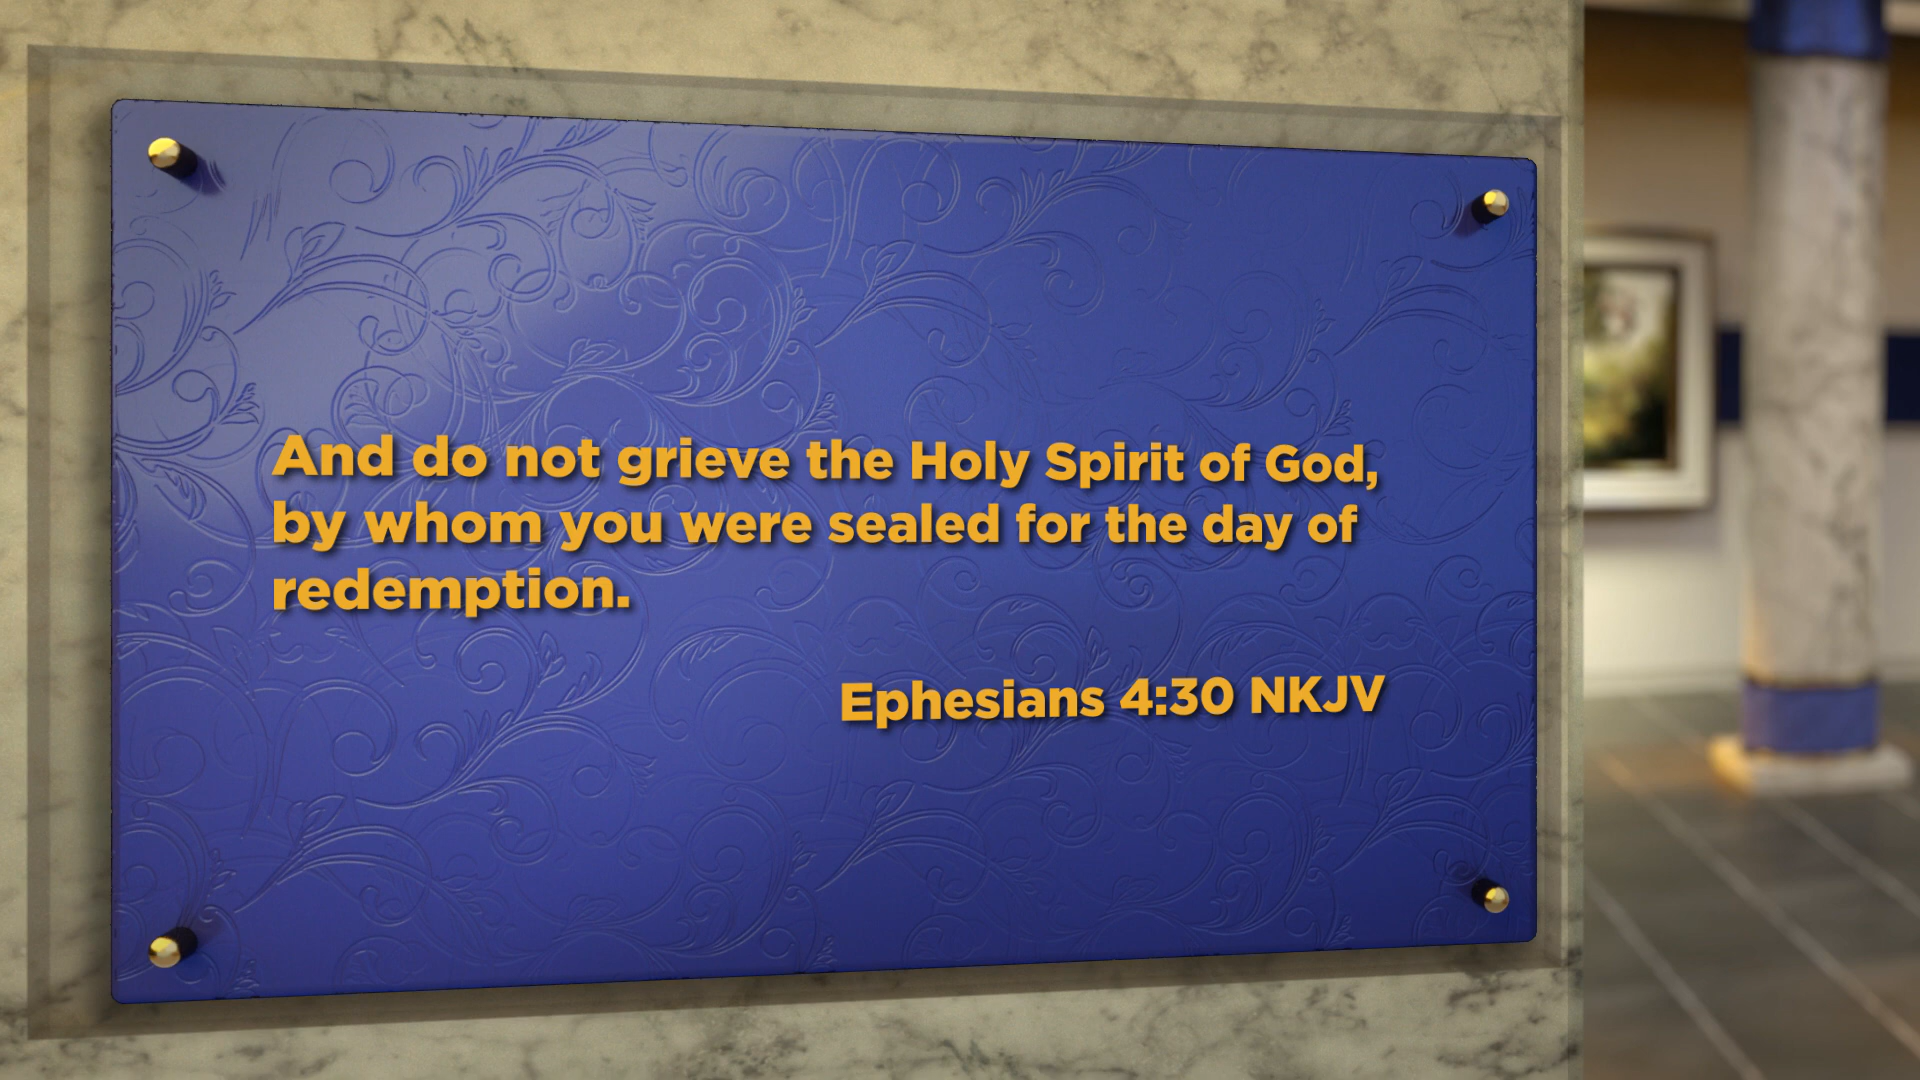 And do not grieve the Holy Spirit of God,
by whom you were sealed for the day of
redemption.
Ephesians 4:30 NKJV